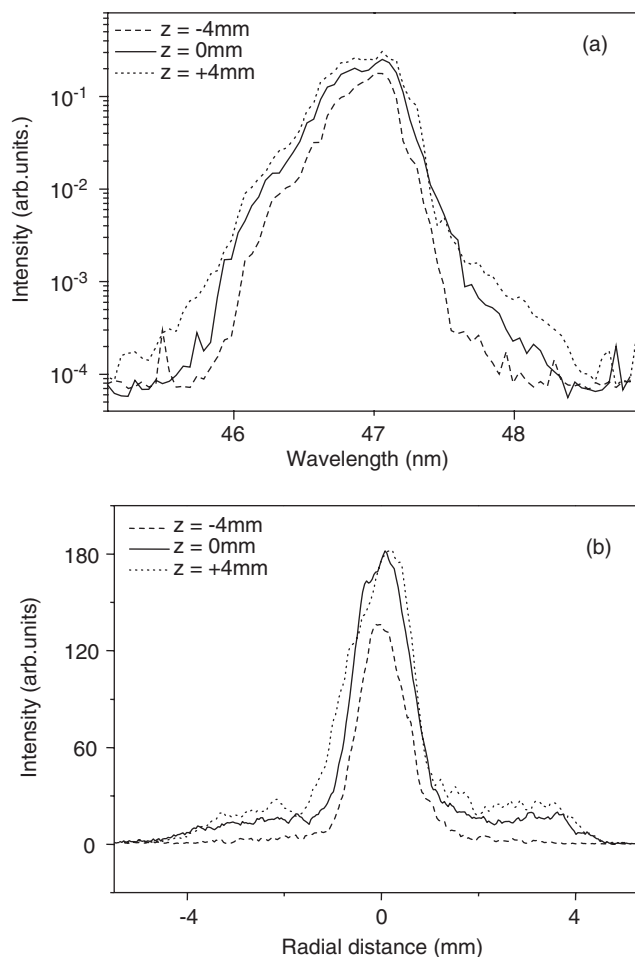 z = -4mm
z = 0mm
z = +4mm
(a)
Intensity (arb.units.)
10⁻¹
10⁻²
10⁻³
10⁻⁴
46 47 48
Wavelength (nm)
z = -4mm
z = 0mm
z = +4mm
(b)
Intensity (arb.units)
180
120
60
0
-4 0 4
Radial distance (mm)